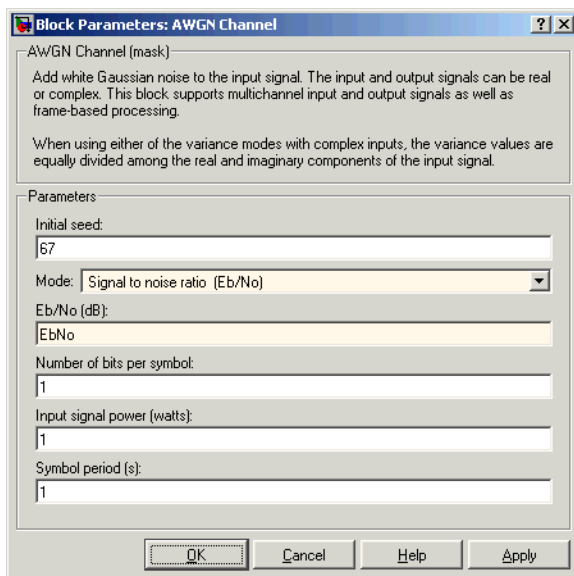 Block Parameters: AWGN Channel
AWGN Channel (mask)
Add white Gaussian noise to the input signal. The input and output signals can be real
or complex. This block supports multichannel input and output signals as well as
frame-based processing.
When using either of the variance modes with complex inputs, the variance values are
equally divided among the real and imaginary components of the input signal.
Parameters
Initial seed:
67
Mode: Signal to noise ratio (Eb/No)
Eb/No (dB):
EbNo
Number of bits per symbol:
1
Input signal power (watts):
1
Symbol period (s):
1
OK Cancel Help Apply